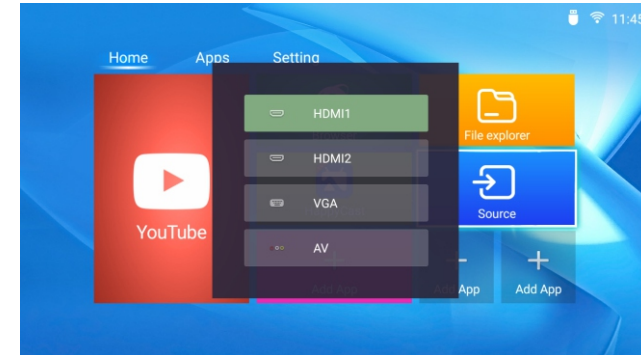 11:45
Home Apps Setting
HDMI1
HDMI2
VGA
AV
File explorer
Source
YouTube
Add App
App
Add App